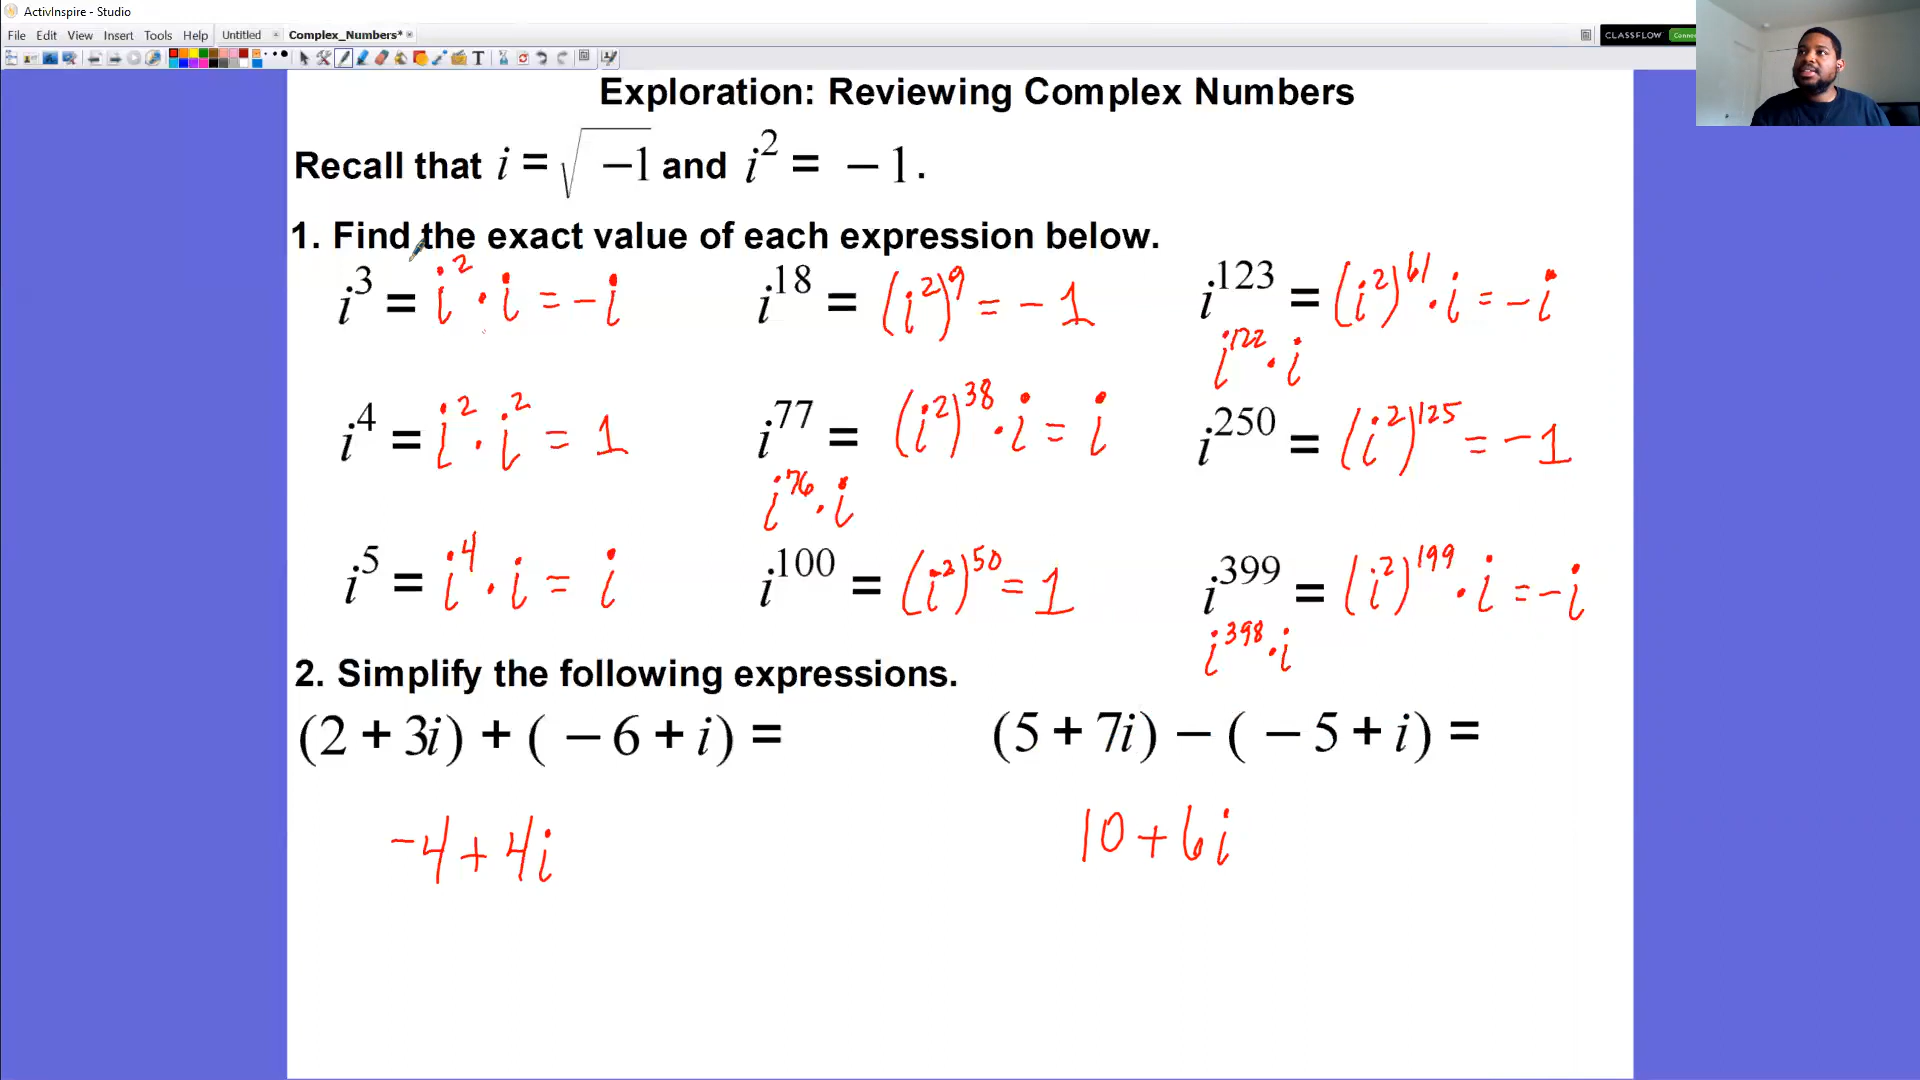 ActivInspire - Studio
File Edit View Insert Tools Help Untitled Complex_Numbers* CLASSFLOW
Exploration: Reviewing Complex Numbers
Recall that i = √-1 and i² = -1.
1. Find the exact value of each expression below.
i³ = i² · i = -i
i¹⁸ = (i²)⁹ = -1
i¹²³ = (i²)⁶¹ · i = -i
i¹²² · i
i⁴ = i² · i² = 1
i⁷⁷ = (i²)³⁸ · i = i
i⁷⁶ · i
i²⁵⁰ = (i²)¹²⁵ = -1
i⁵ = i⁴ · i = i
i¹⁰⁰ = (i²)⁵⁰ = 1
i³⁹⁹ = (i²)¹⁹⁹ · i = -i
i³⁹⁸ · i
2. Simplify the following expressions.
(2 + 3i) + (-6 + i) =
-4 + 4i
(5 + 7i) - (-5 + i) =
10 + 6i